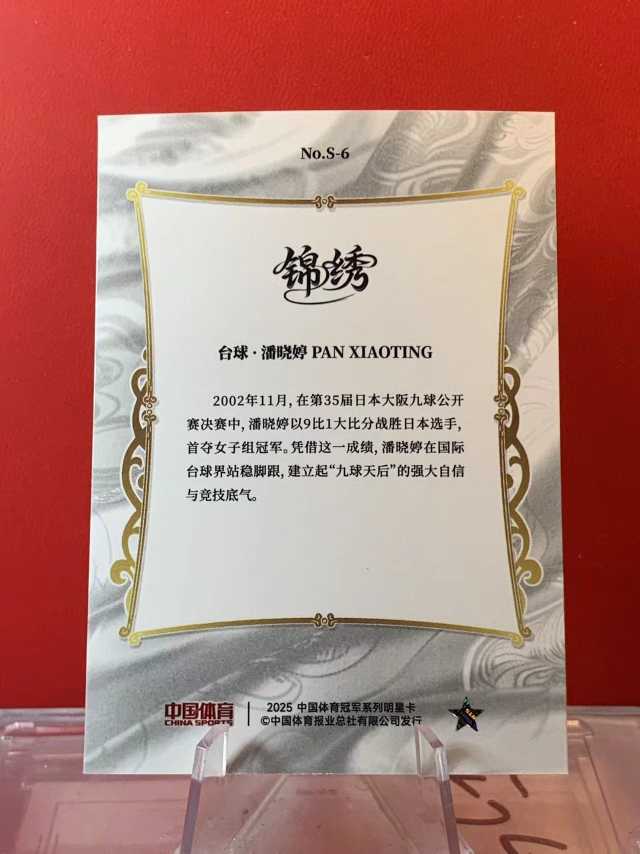 No.S-6
锦绣
台球·潘晓婷 PAN XIAOTING
2002年11月, 在第35届日本大阪九球公开
赛决赛中, 潘晓婷以9比1大比分战胜日本选手,
首夺女子组冠军。凭借这一成绩, 潘晓婷在国际
台球界站稳脚跟, 建立起“九球天后”的强大自信
与竞技底气。
中国体育
CHINA SPORTS
2025 中国体育冠军系列明星卡
©中国体育报业总社有限公司发行